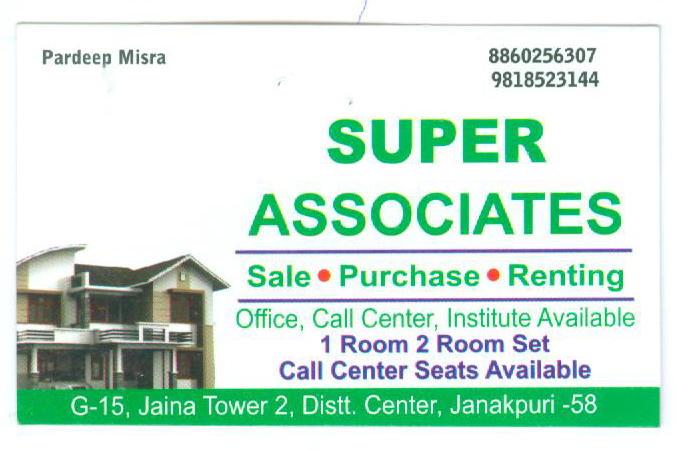 Pardeep Misra
8860256307
9818523144
SUPER
ASSOCIATES
Sale • Purchase • Renting
Office, Call Center, Institute Available
1 Room 2 Room Set
Call Center Seats Available
G-15, Jaina Tower 2, Distt. Center, Janakpuri -58